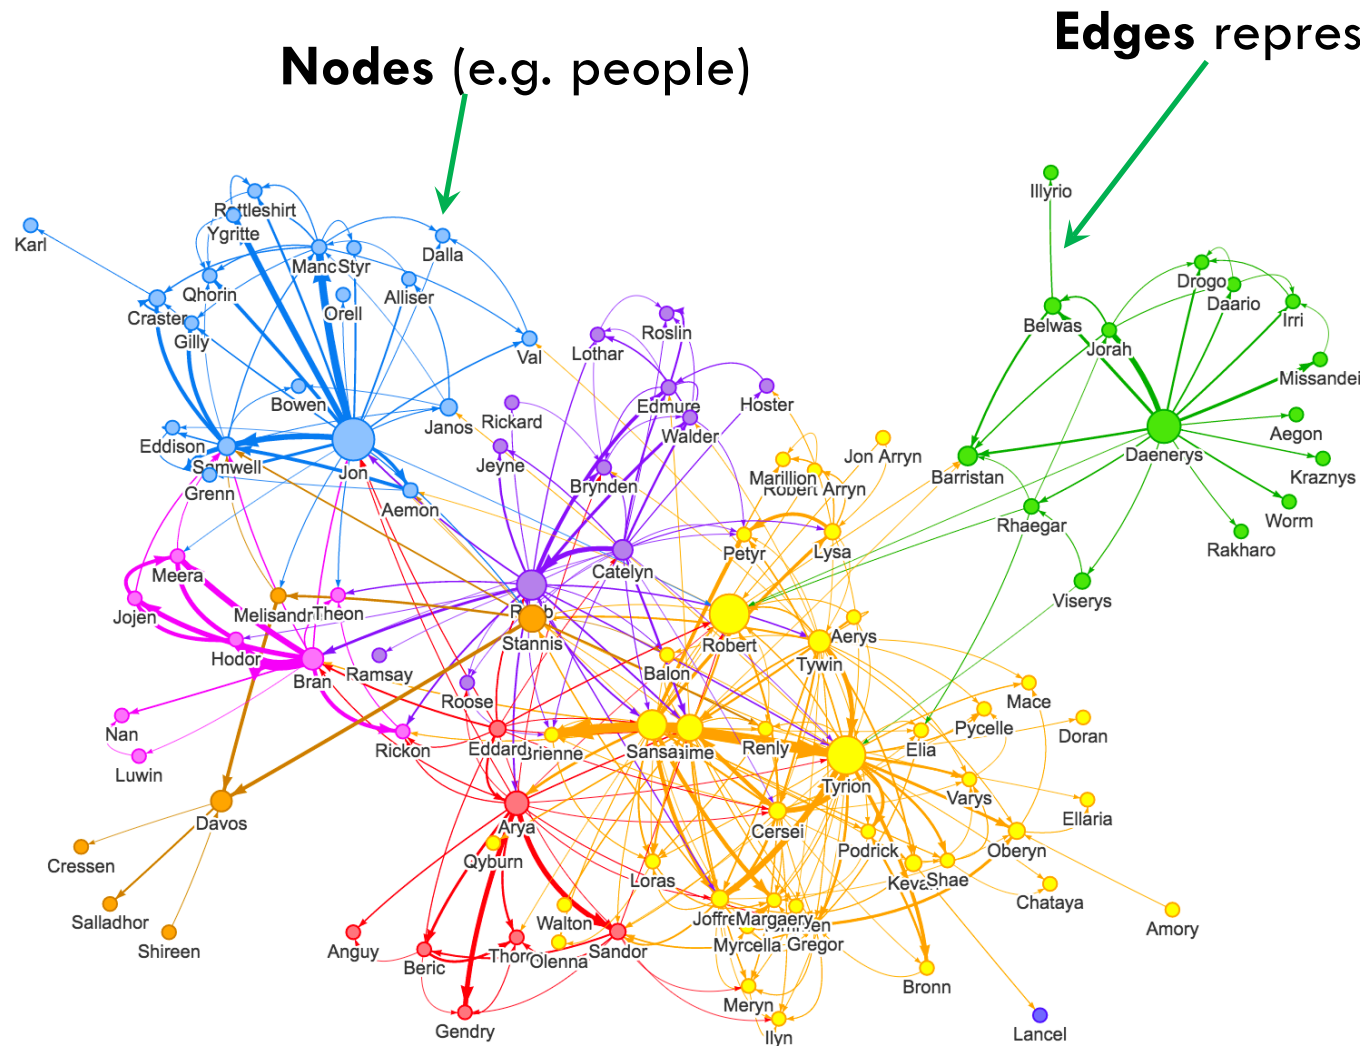 Edges repres
Nodes (e.g. people)
Illyrio
Rattleshirt
Ygritte
Karl
Dalla
Styr
Drogo
Daario
Qhorin
Alliser
Orell
Craster
Gilly
Irri
Belwas
Roslin
Jorah
Lothar
Val
Missandei
Bowen
Edmure
Hoster
Rickard
Janos
Walder
Aegon
Eddison
Samwell
Jeyne
Jon Arryn
Daenerys
Jon
Marillion
Robert Arryn
Barristan
Kraznys
Grenn
Brynden
Aemon
Worm
Rhaegar
Petyr
Lysa
Rakharo
Catelyn
Meera
Viserys
Jojen
Theon
Stannis
Robert
Aerys
Hodor
Tywin
Balon
Ramsay
Bran
Roose
Mace
Nan
Pycelle
Doran
Rickon
Eddard
Sansa
Renly
Elia
Luwin
Tyrion
Varys
Ellaria
Davos
Arya
Cersei
Podrick
Oberyn
Cressen
Qyburn
Loras
Shae
Chataya
Salladhor
Walton
Margaery
Amory
Shireen
Anguy
Beric
Olenna
Sandor
Myrcella
Gregor
Bronn
Meryn
Gendry
Ilyn
Lancel